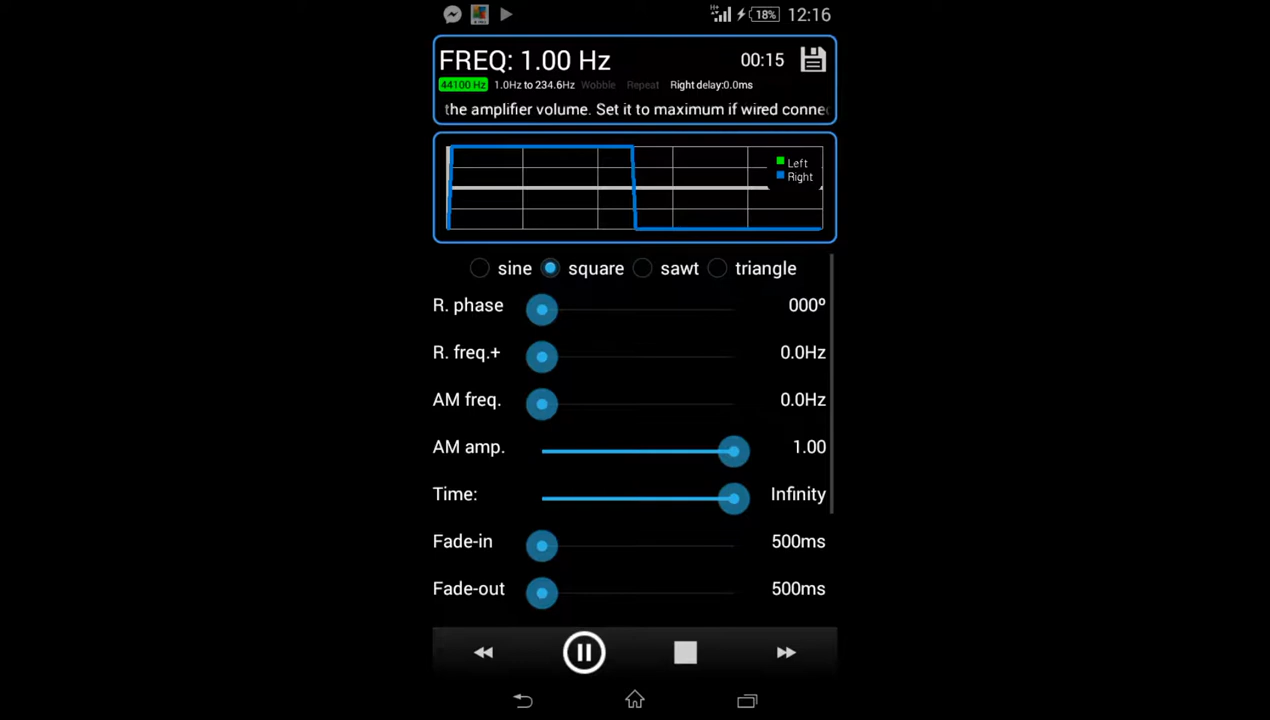 18% 12:16
FREQ: 1.00 Hz 00:15
44100 Hz 1.0Hz to 234.6Hz Wobble Repeat Right delay:0.0ms
the amplifier volume. Set it to maximum if wired conne
Left
Right
sine square sawt triangle
R. phase 000º
R. freq.+ 0.0Hz
AM freq. 0.0Hz
AM amp. 1.00
Time: Infinity
Fade-in 500ms
Fade-out 500ms